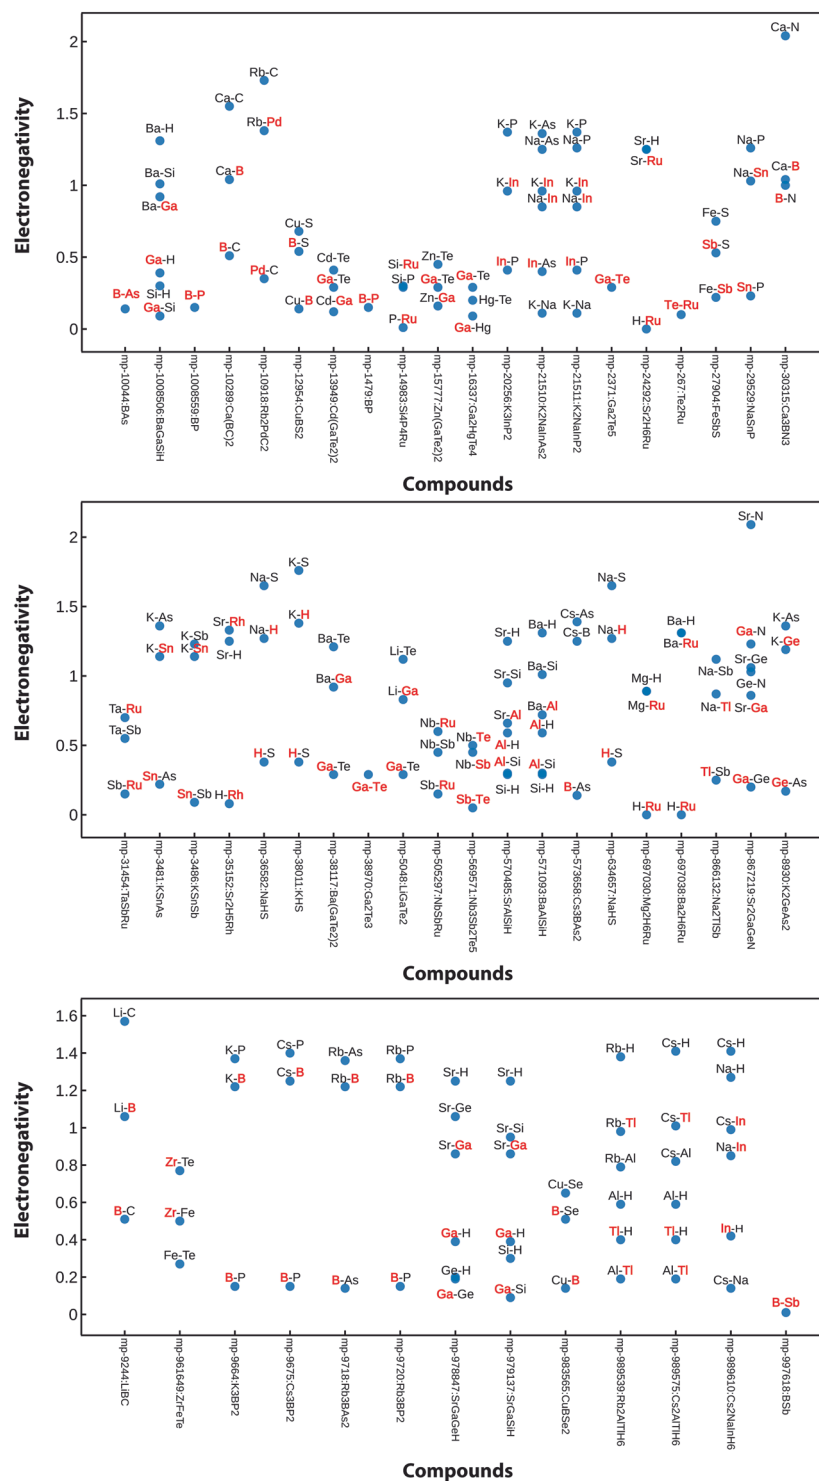 Electronegativity
2
1.5
1
0.5
0
B-As
Ba-H
Ba-Si
Ba-Ga
Ga-H
Si-H
Ga-Si
B-P
Ca-C
Ca-B
B-C
Rb-C
Rb-Pd
Pd-C
Cu-S
B-S
Cu-B
Cd-Te
Ga-Te
Cd-Ga
B-P
Si-Ru
Si-P
P-Ru
Zn-Te
Ga-Te
Zn-Ga
Ga-Te
Hg-Te
Ga-Hg
K-P
K-In
In-P
K-As
Na-As
K-In
Na-In
In-As
K-Na
K-P
Na-P
K-In
Na-In
In-P
K-Na
Ga-Te
Sr-H
Sr-Ru
H-Ru
Te-Ru
Fe-S
Sb-S
Fe-Sb
Na-P
Na-Sn
Sn-P
Ca-N
Ca-B
B-N
mp-10044:BAs
mp-1008506:BaGaSiH
mp-1008559:BP
mp-10289:Ca(BC)2
mp-10918:Rb2PdC2
mp-12954:CuBS2
mp-13949:Cd(GaTe2)2
mp-1479:BP
mp-14983:Si4P4Ru
mp-15777:Zn(GaTe2)2
mp-16337:Ga2HgTe4
mp-20256:K3InP2
mp-21510:K2NaInAs2
mp-21511:K2NaInP2
mp-2371:Ga2Te5
mp-24292:Sr2H6Ru
mp-267:Te2Ru
mp-27904:FeSbS
mp-29529:NaSnP
mp-30315:Ca3BN3
Compounds
Electronegativity
2
1.5
1
0.5
0
Ta-Ru
Ta-Sb
Sb-Ru
K-As
K-Sn
Sn-As
K-Sb
K-Sn
Sn-Sb
Sr-Rh
Sr-H
H-Rh
Na-S
Na-H
H-S
K-S
K-H
H-S
Ba-Te
Ba-Ga
Ga-Te
Ga-Te
Li-Te
Li-Ga
Ga-Te
Nb-Ru
Nb-Sb
Sb-Ru
Nb-Te
Nb-Sb
Sb-Te
Sr-H
Sr-Si
Sr-Al
Al-H
Al-Si
Si-H
Ba-H
Ba-Si
Ba-Al
Al-H
Al-Si
Si-H
Cs-As
Cs-B
B-As
Na-S
Na-H
H-S
Mg-H
Mg-Ru
H-Ru
Ba-H
Ba-Ru
H-Ru
Na-Sb
Na-Tl
Tl-Sb
Sr-N
Ga-N
Sr-Ge
Ge-N
Sr-Ga
Ga-Ge
K-As
K-Ge
Ge-As
mp-31454:TaSbRu
mp-3481:KSnAs
mp-3486:KSnSb
mp-35152:Sr2H5Rh
mp-36582:NaHS
mp-38011:KHS
mp-38117:Ba(GaTe2)2
mp-38970:Ga2Te3
mp-5048:LiGaTe2
mp-505297:NbSbRu
mp-569571:Nb3Sb2Te5
mp-570485:SrAlSiH
mp-571093:BaAlSiH
mp-573658:Cs3BAs2
mp-634657:NaHS
mp-697030:Mg2H6Ru
mp-697038:Ba2H6Ru
mp-866132:Na2TlSb
mp-867219:Sr2GaGeN
mp-8930:K2GeAs2
Compounds
Electronegativity
1.6
1.4
1.2
1
0.8
0.6
0.4
0.2
0
Li-C
Li-B
B-C
Zr-Te
Zr-Fe
Fe-Te
K-P
K-B
B-P
Cs-P
Cs-B
B-P
Rb-As
Rb-B
B-As
Rb-P
Rb-B
B-P
Sr-H
Sr-Ge
Sr-Ga
Ga-H
Ge-H
Ga-Ge
Sr-H
Sr-Si
Sr-Ga
Ga-H
Si-H
Ga-Si
Cu-Se
B-Se
Cu-B
Rb-H
Rb-Tl
Rb-Al
Al-H
Tl-H
Al-Tl
Cs-H
Cs-Tl
Cs-Al
Al-H
Tl-H
Al-Tl
Cs-H
Na-H
Cs-In
Na-In
In-H
Cs-Na
B-Sb
mp-9244:LiBC
mp-961649:ZrFeTe
mp-9664:K3BP2
mp-9675:Cs3BP2
mp-9718:Rb3BAs2
mp-9720:Rb3BP2
mp-978847:SrGaGeH
mp-979137:SrGaSiH
mp-983565:CuBSe2
mp-989539:Rb2AlTlH6
mp-989575:Cs2AlTlH6
mp-989610:Cs2NaInH6
mp-997618:BSb
Compounds